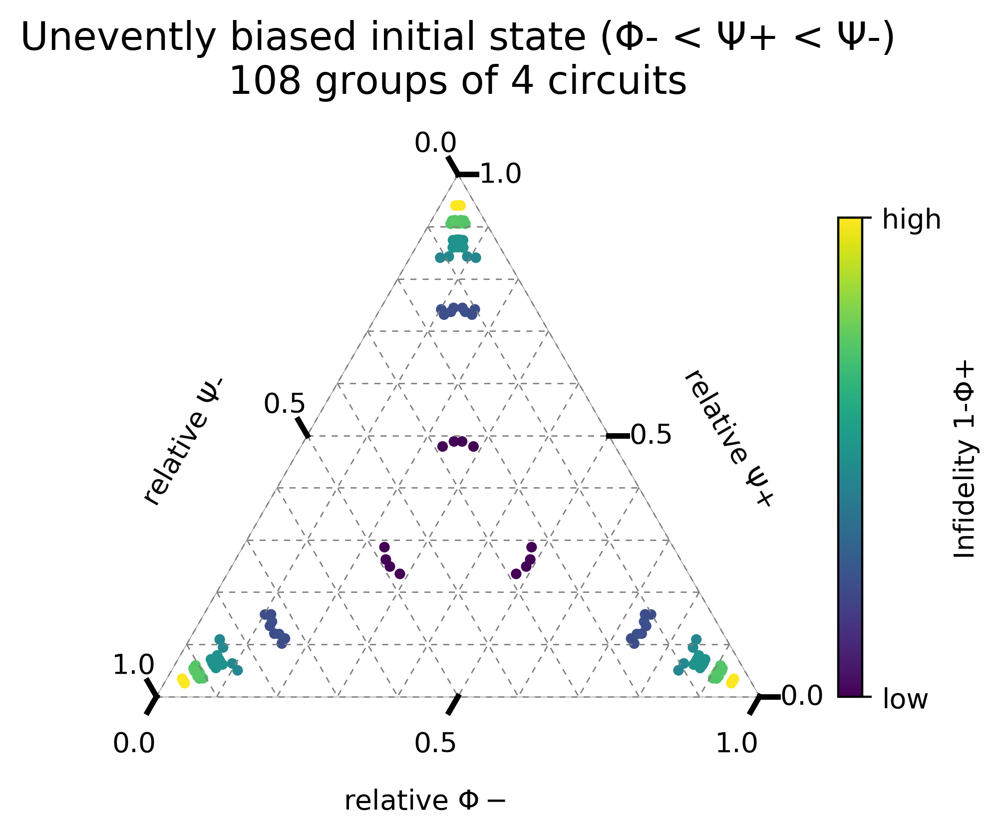 Unevenly biased initial state (Φ- < Ψ+ < Ψ-)
108 groups of 4 circuits
0.0
1.0
high
relative Ψ-
0.5
0.5
relative Ψ+
Infidelity 1-Φ+
1.0
0.0
low
0.0
0.5
1.0
relative Φ −